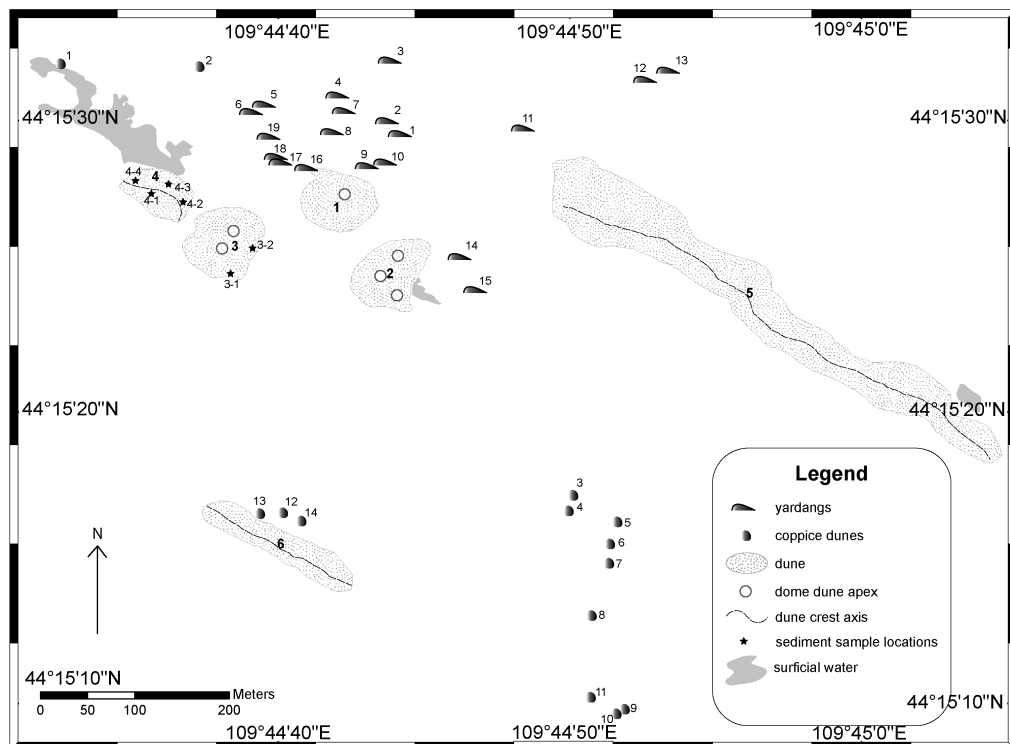 109°44'40"E 109°44'50"E 109°45'0"E
1 2 3
12 13
4
5 6 7 2
44°15'30"N 44°15'30"N
19 8 1 11
18 17 16 9 10
4-4 4 4-3
4-1 4-2
1
3 3-2
3-1
2
14
15
5
44°15'20"N 44°15'20"N
3
4
5
6
7
8
11
10 9
13 12 14
6
N
Legend
yardangs
coppice dunes
dune
dome dune apex
dune crest axis
sediment sample locations
surficial water
44°15'10"N 44°15'10"N
Meters
0 50 100 200
109°44'40"E 109°44'50"E 109°45'0"E